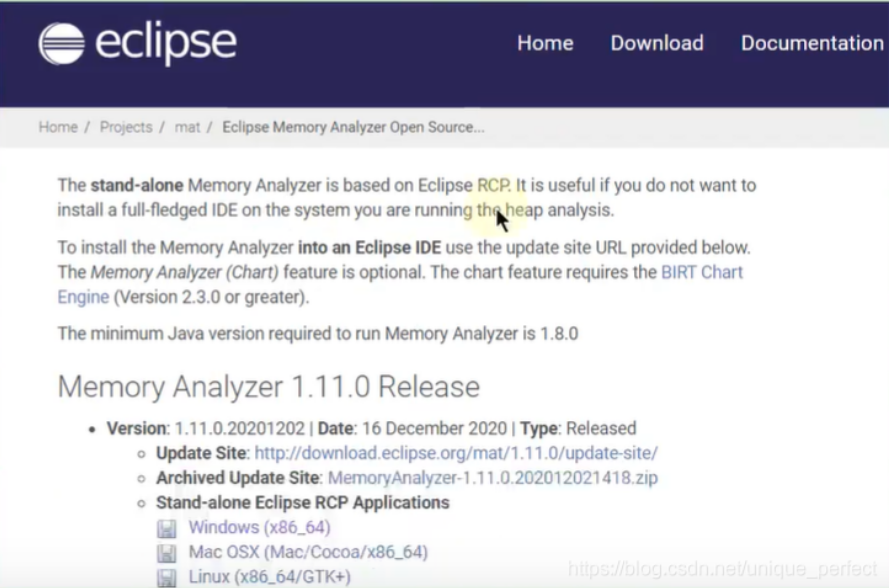 eclipse
Home Download Documentation
Home / Projects / mat / Eclipse Memory Analyzer Open Source...
The stand-alone Memory Analyzer is based on Eclipse RCP. It is useful if you do not want to
install a full-fledged IDE on the system you are running the heap analysis.
To install the Memory Analyzer into an Eclipse IDE use the update site URL provided below.
The Memory Analyzer (Chart) feature is optional. The chart feature requires the BIRT Chart
Engine (Version 2.3.0 or greater).
The minimum Java version required to run Memory Analyzer is 1.8.0
Memory Analyzer 1.11.0 Release
• Version: 1.11.0.20201202 | Date: 16 December 2020 | Type: Released
○ Update Site: http://download.eclipse.org/mat/1.11.0/update-site/
○ Archived Update Site: MemoryAnalyzer-1.11.0.202012021418.zip
○ Stand-alone Eclipse RCP Applications
Windows (x86_64)
Mac OSX (Mac/Cocoa/x86_64)
Linux (x86_64/GTK+)
https://blog.csdn.net/unique_perfect